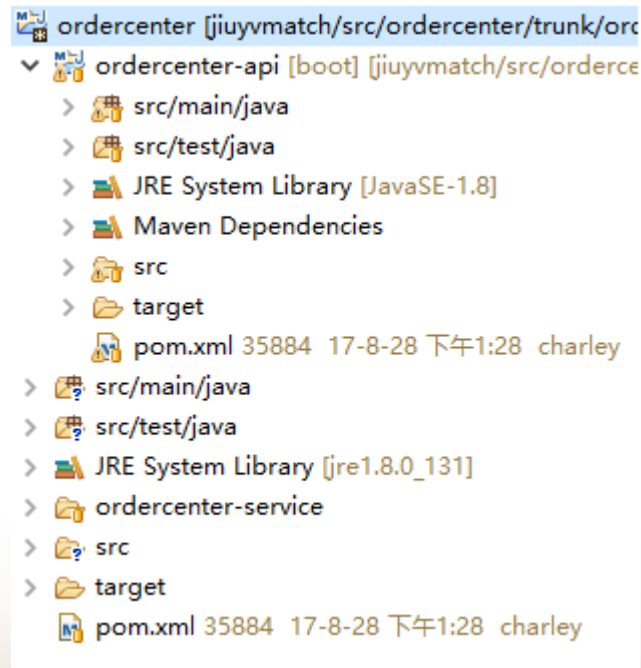 ordercenter [jiuyvmatch/src/ordercenter/trunk/ord
ordercenter-api [boot] [jiuyvmatch/src/orderce
src/main/java
src/test/java
JRE System Library [JavaSE-1.8]
Maven Dependencies
src
target
pom.xml 35884 17-8-28 下午1:28 charley
src/main/java
src/test/java
JRE System Library [jre1.8.0_131]
ordercenter-service
src
target
pom.xml 35884 17-8-28 下午1:28 charley